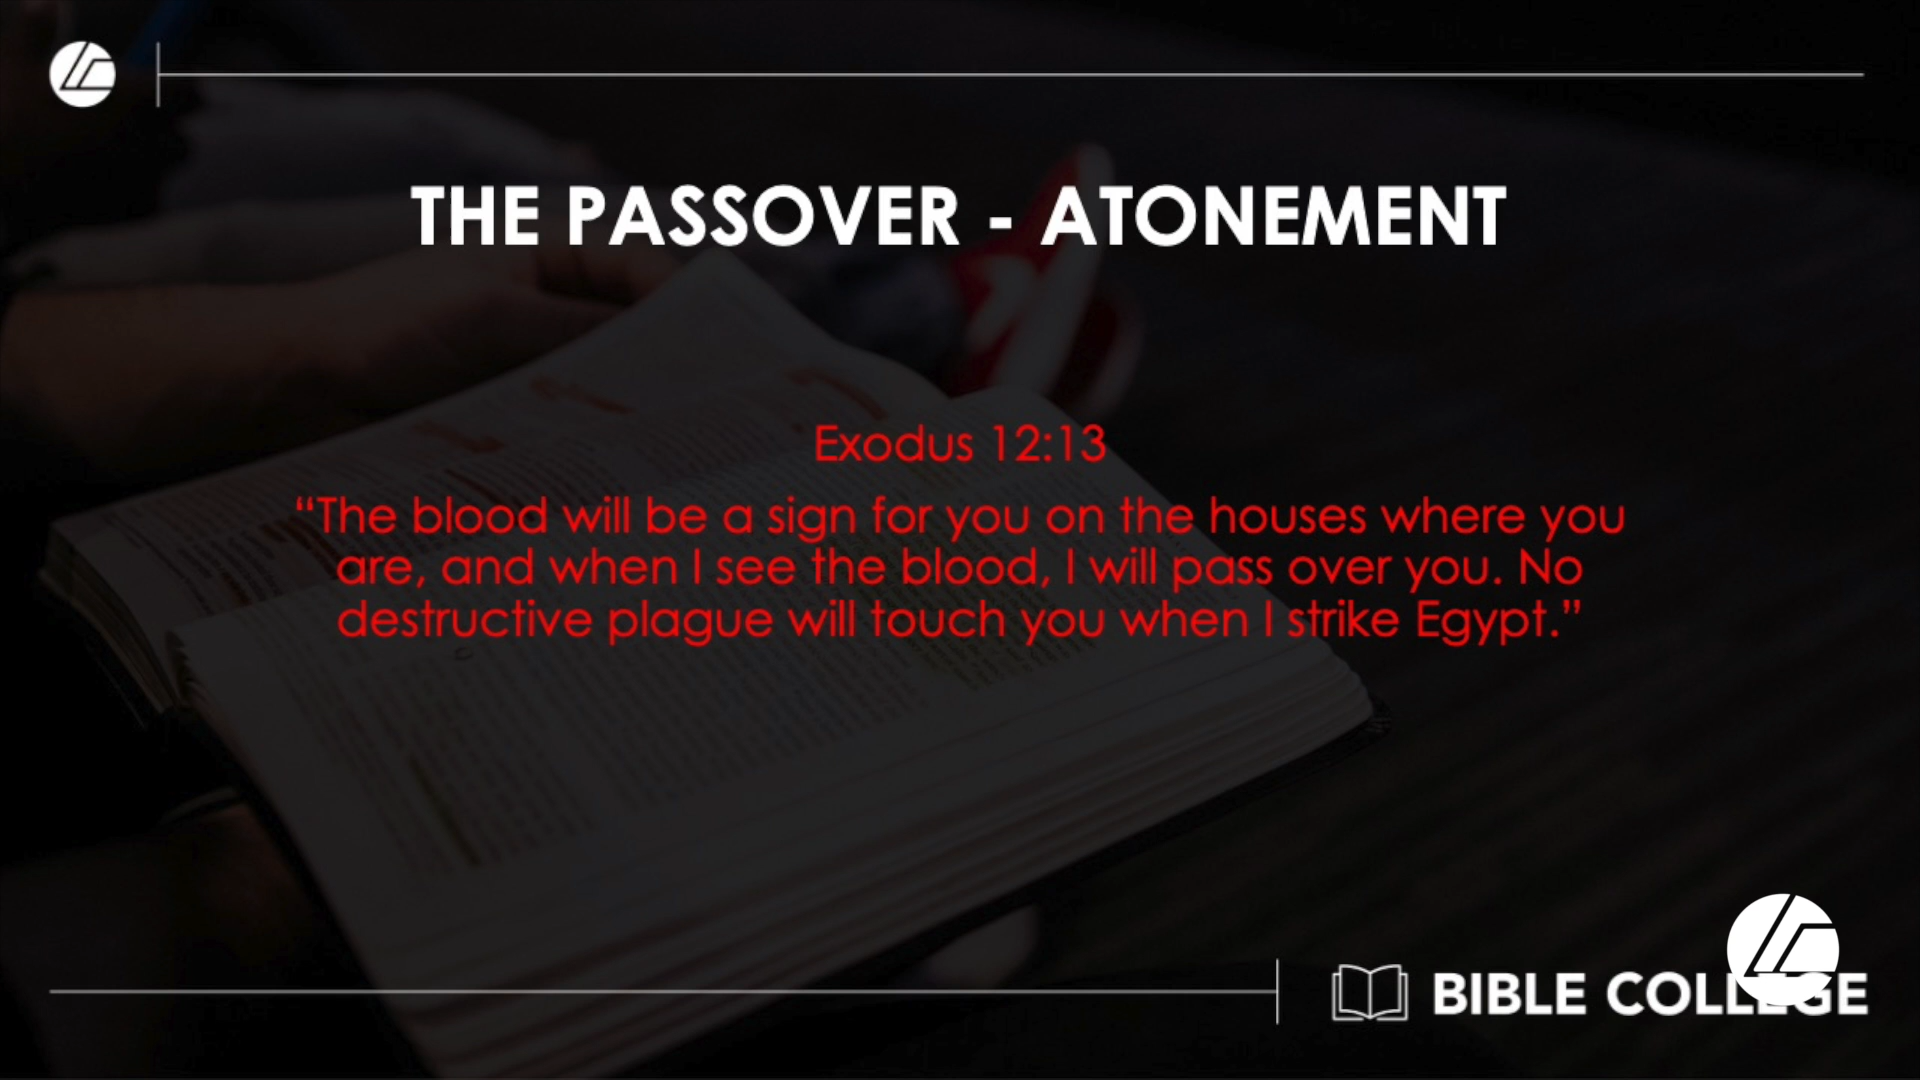 THE PASSOVER - ATONEMENT
Exodus 12:13
“The blood will be a sign for you on the houses where you
are, and when I see the blood, I will pass over you. No
destructive plague will touch you when I strike Egypt.”
BIBLE COLLEGE